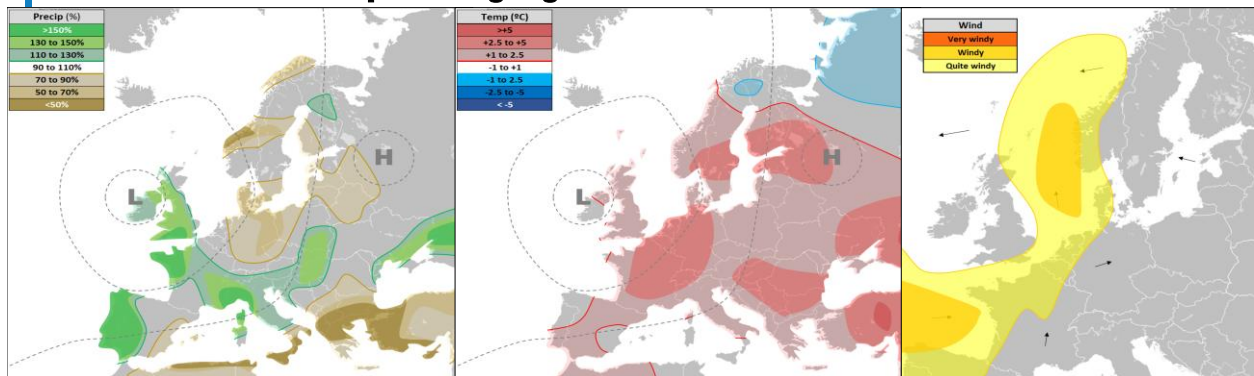 Precip (%)
>150%
130 to 150%
110 to 130%
90 to 110%
70 to 90%
50 to 70%
<50%
L
H
Temp (ºC)
>+5
+2.5 to +5
+1 to 2.5
-1 to +1
-1 to 2.5
-2.5 to -5
< -5
L
H
Wind
Very windy
Windy
Quite windy